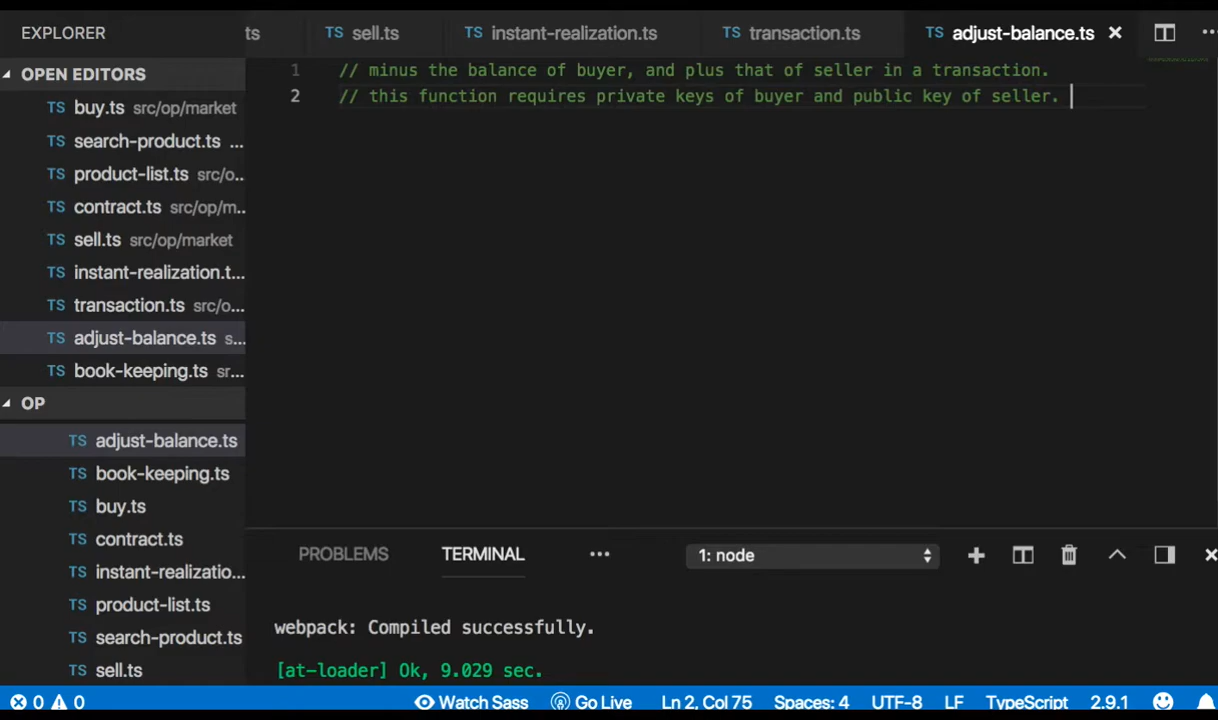 EXPLORER
ts
TS sell.ts
TS instant-realization.ts
TS transaction.ts
TS adjust-balance.ts
OPEN EDITORS
TS buy.ts src/op/market
TS search-product.ts ...
TS product-list.ts src/o...
TS contract.ts src/op/m...
TS sell.ts src/op/market
TS instant-realization.t...
TS transaction.ts src/o...
TS adjust-balance.ts s...
TS book-keeping.ts sr...
OP
TS adjust-balance.ts
TS book-keeping.ts
TS buy.ts
TS contract.ts
TS instant-realizatio...
TS product-list.ts
TS search-product.ts
TS sell.ts
1 // minus the balance of buyer, and plus that of seller in a transaction.
2 // this function requires private keys of buyer and public key of seller.
PROBLEMS TERMINAL ... 1: node
webpack: Compiled successfully.
[at-loader] Ok, 9.029 sec.
0 0 Watch Sass Go Live Ln 2, Col 75 Spaces: 4 UTF-8 LF TypeScript 2.9.1